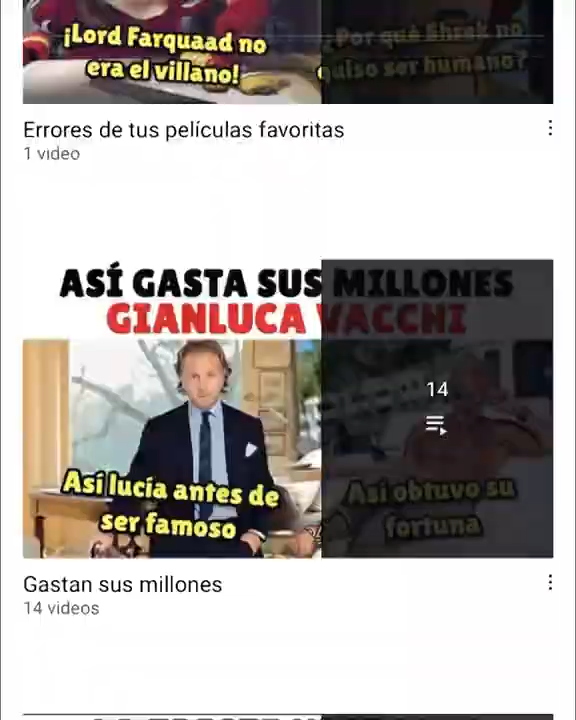 ¡Lord Farquaad no
era el villano!
¿Por qué Shrek no
quiso ser humano?
Errores de tus películas favoritas
1 video
ASÍ GASTA SUS MILLONES
GIANLUCA VACCHI
14
Así lucía antes de
ser famoso
Así obtuvo su
fortuna
Gastan sus millones
14 videos